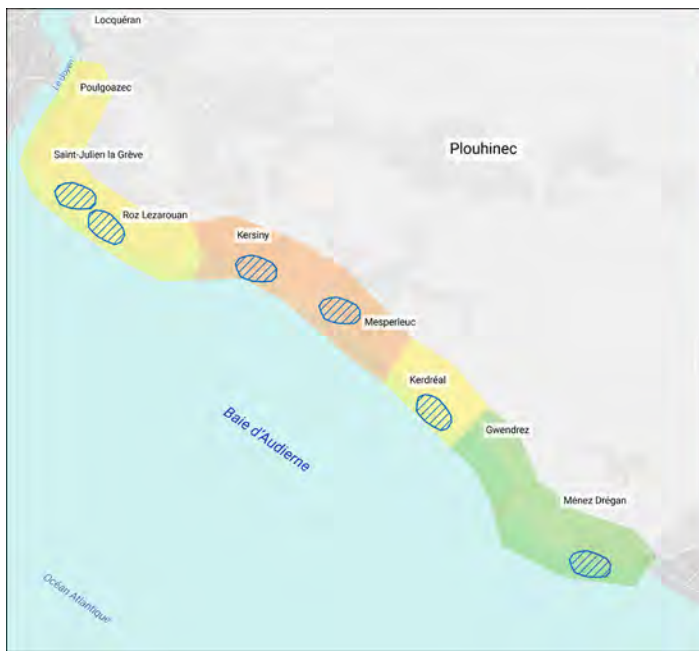 Locquéran
Le Goyen
Poulgoazec
Plouhinec
Saint-Julien la Grève
Roz Lezarouan
Kersiny
Mesperleuc
Kerdréal
Baie d'Audierne
Gwendrez
Ménez Drégan
Océan Atlantique